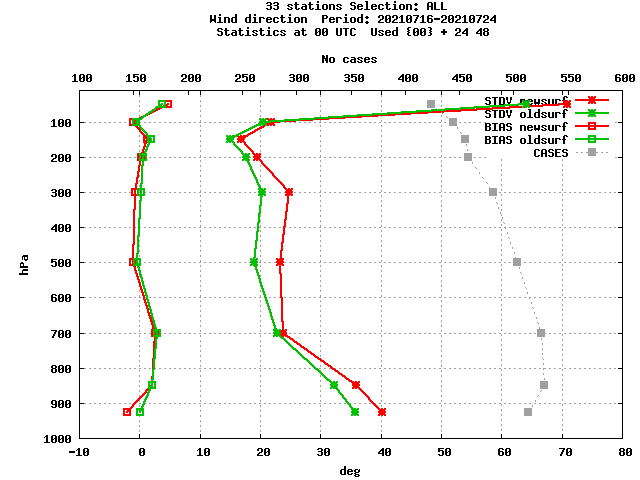 33 stations Selection: ALL
Wind direction  Period: 20210716-20210724
Statistics at 00 UTC  Used {00} + 24 48
No cases
100 150 200 250 300 350 400 450 500 550 600
STDV newsurf
STDV oldsurf
BIAS newsurf
BIAS oldsurf
CASES
100
200
300
400
500
600
700
800
900
1000
hPa
-10 0 10 20 30 40 50 60 70 80
deg